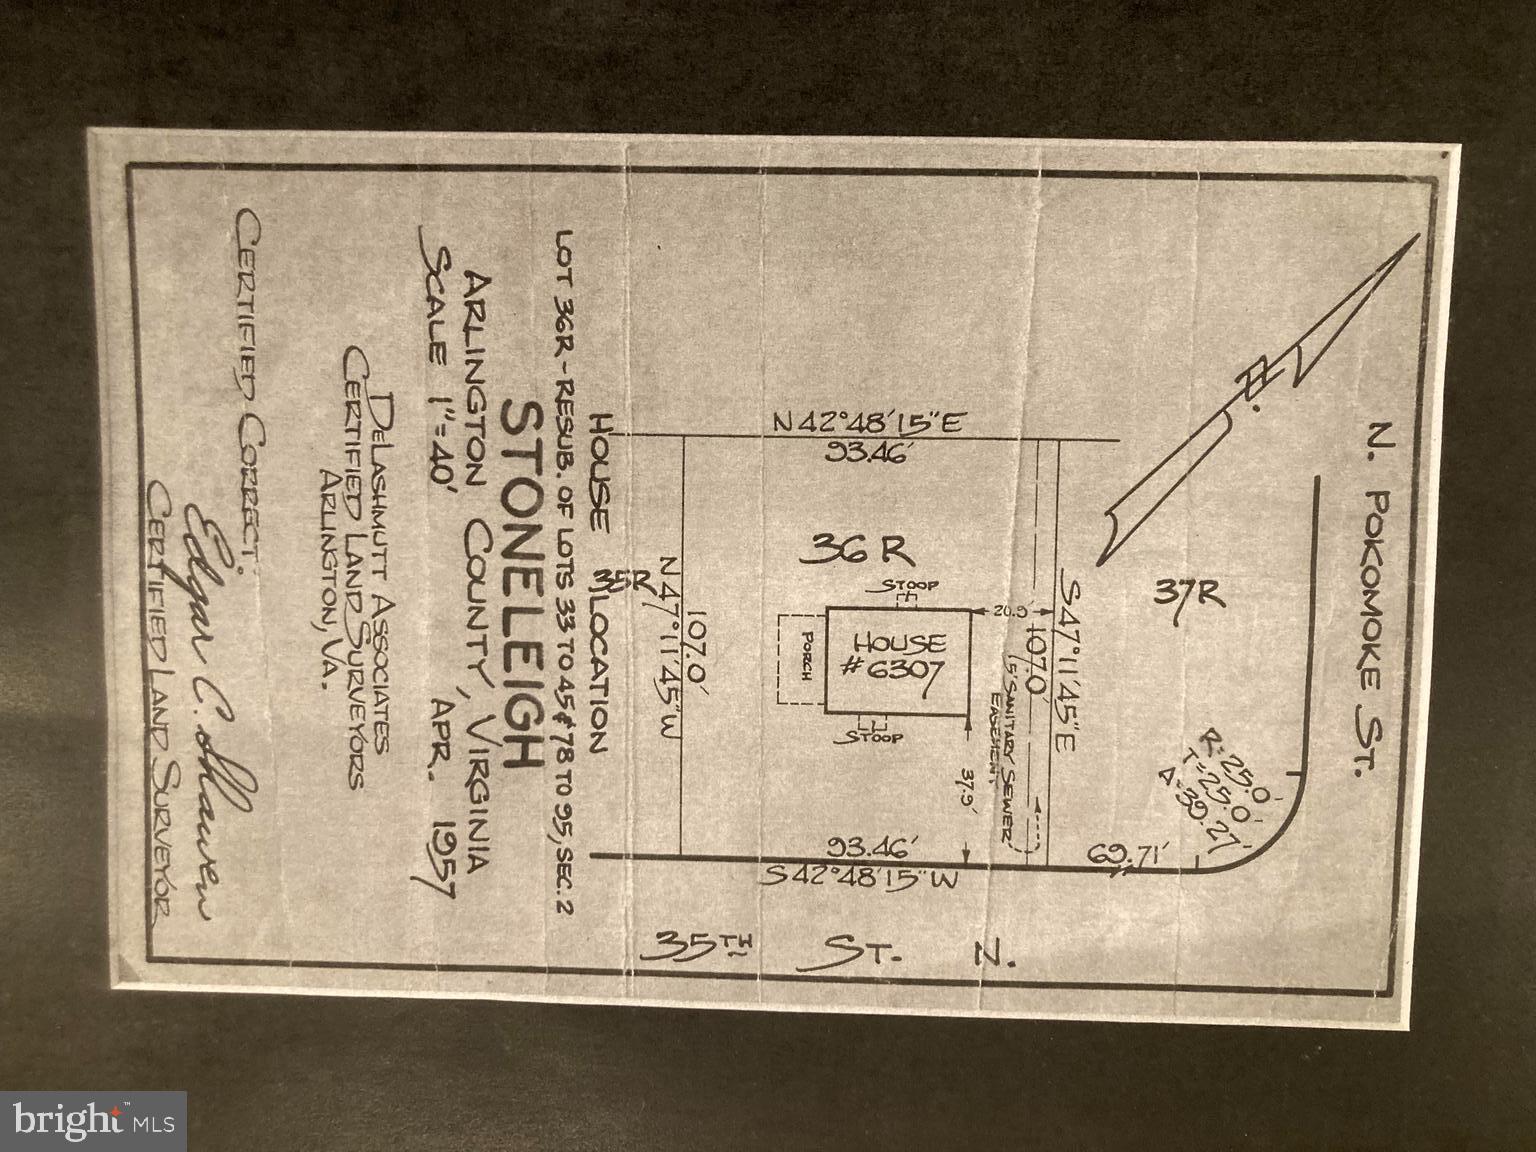 N. POKOMOKE ST.
37R
R=25.0'
T=25.0'
A=39.27'
69.71'
S47°11'45"E
107.0'
5' SANITARY SEWER
EASEMENT
20.9'
N42°48'15"E
93.46'
36R
STOOP
HOUSE
#6307
PORCH
STOOP
37.9'
93.46'
S42°48'15"W
35TH ST. N.
107.0'
N47°11'45"W
35R
HOUSE LOCATION
LOT 36R-RESUB. OF LOTS 33 TO 45 & 78 TO 95, SEC. 2
STONELEIGH
ARLINGTON COUNTY, VIRGINIA
SCALE 1"=40' APR. 1957
DELASHMUTT ASSOCIATES
CERTIFIED LAND SURVEYORS
ARLINGTON, VA.
CERTIFIED CORRECT:
CERTIFIED LAND SURVEYOR
bright MLS